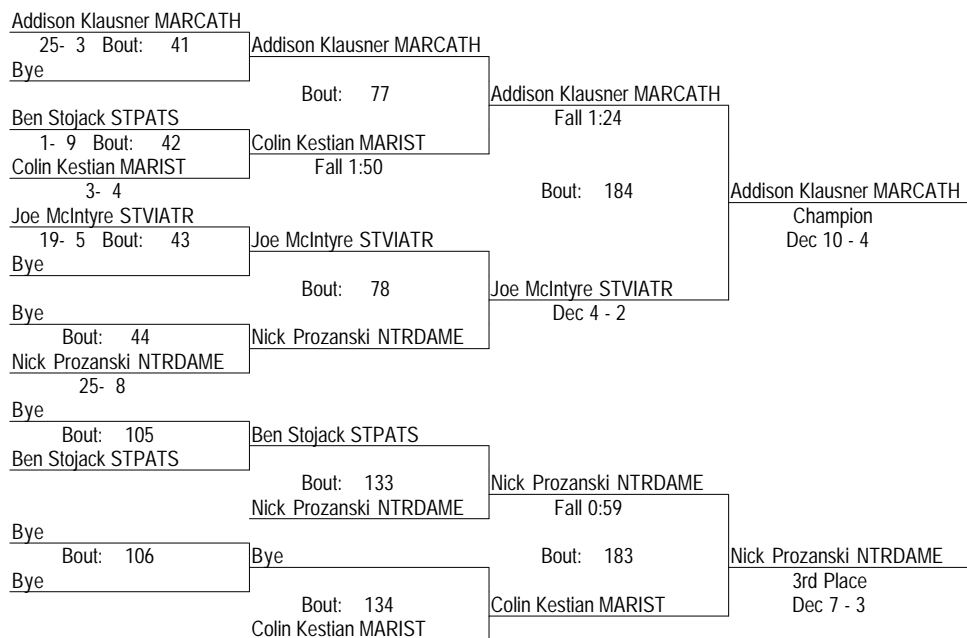 Addison Klausner MARCATH
25- 3 Bout: 41
Addison Klausner MARCATH
Bye
Bout: 77
Addison Klausner MARCATH
Ben Stojack STPATS
Fall 1:24
1- 9 Bout: 42
Colin Kestian MARIST
Colin Kestian MARIST
Fall 1:50
3- 4
Bout: 184
Addison Klausner MARCATH
Joe McIntyre STVIATR
Champion
19- 5 Bout: 43
Joe McIntyre STVIATR
Dec 10 - 4
Bye
Bout: 78
Joe McIntyre STVIATR
Bye
Dec 4 - 2
Bout: 44
Nick Prozanski NTRDAME
Nick Prozanski NTRDAME
25- 8
Bye
Bout: 105
Ben Stojack STPATS
Ben Stojack STPATS
Bout: 133
Nick Prozanski NTRDAME
Nick Prozanski NTRDAME
Fall 0:59
Bye
Bout: 106
Bye
Bout: 183
Nick Prozanski NTRDAME
Bye
3rd Place
Bout: 134
Colin Kestian MARIST
Dec 7 - 3
Colin Kestian MARIST